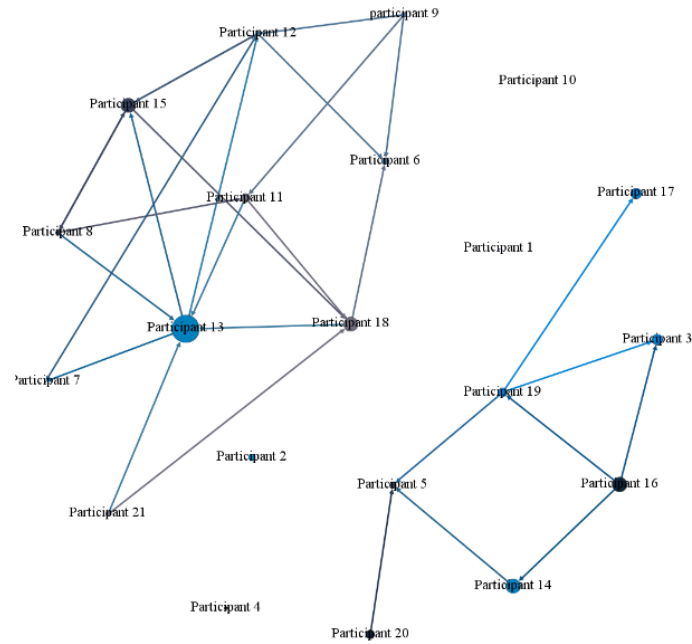 participant 9
Participant 12
Participant 10
Participant 15
Participant 6
Participant 17
Participant 11
Participant 8
Participant 1
Participant 18
Participant 13
Participant 3
Participant 7
Participant 19
Participant 2
Participant 5
Participant 16
Participant 21
Participant 14
Participant 4
Participant 20